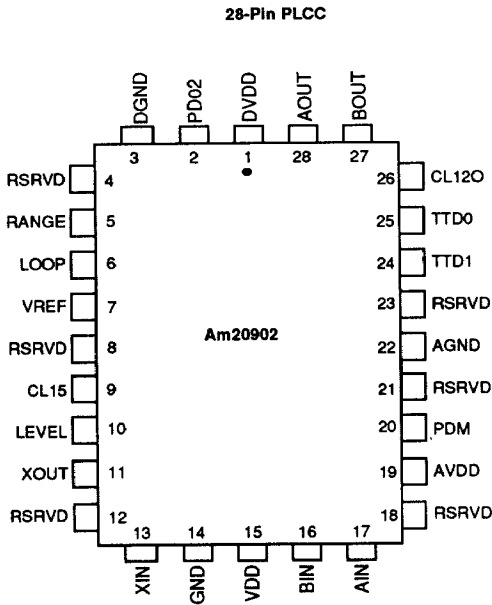 28-Pin PLCC
DGND PD02 DVDD AOUT BOUT
3 2 1 28 27
RSRVD 4 26 CL12O
RANGE 5 25 TTD0
LOOP 6 24 TTD1
VREF 7 23 RSRVD
Am20902
RSRVD 8 22 AGND
CL15 9 21 RSRVD
LEVEL 10 20 PDM
XOUT 11 19 AVDD
RSRVD 12 18 RSRVD
13 14 15 16 17
XIN GND VDD BIN AIN